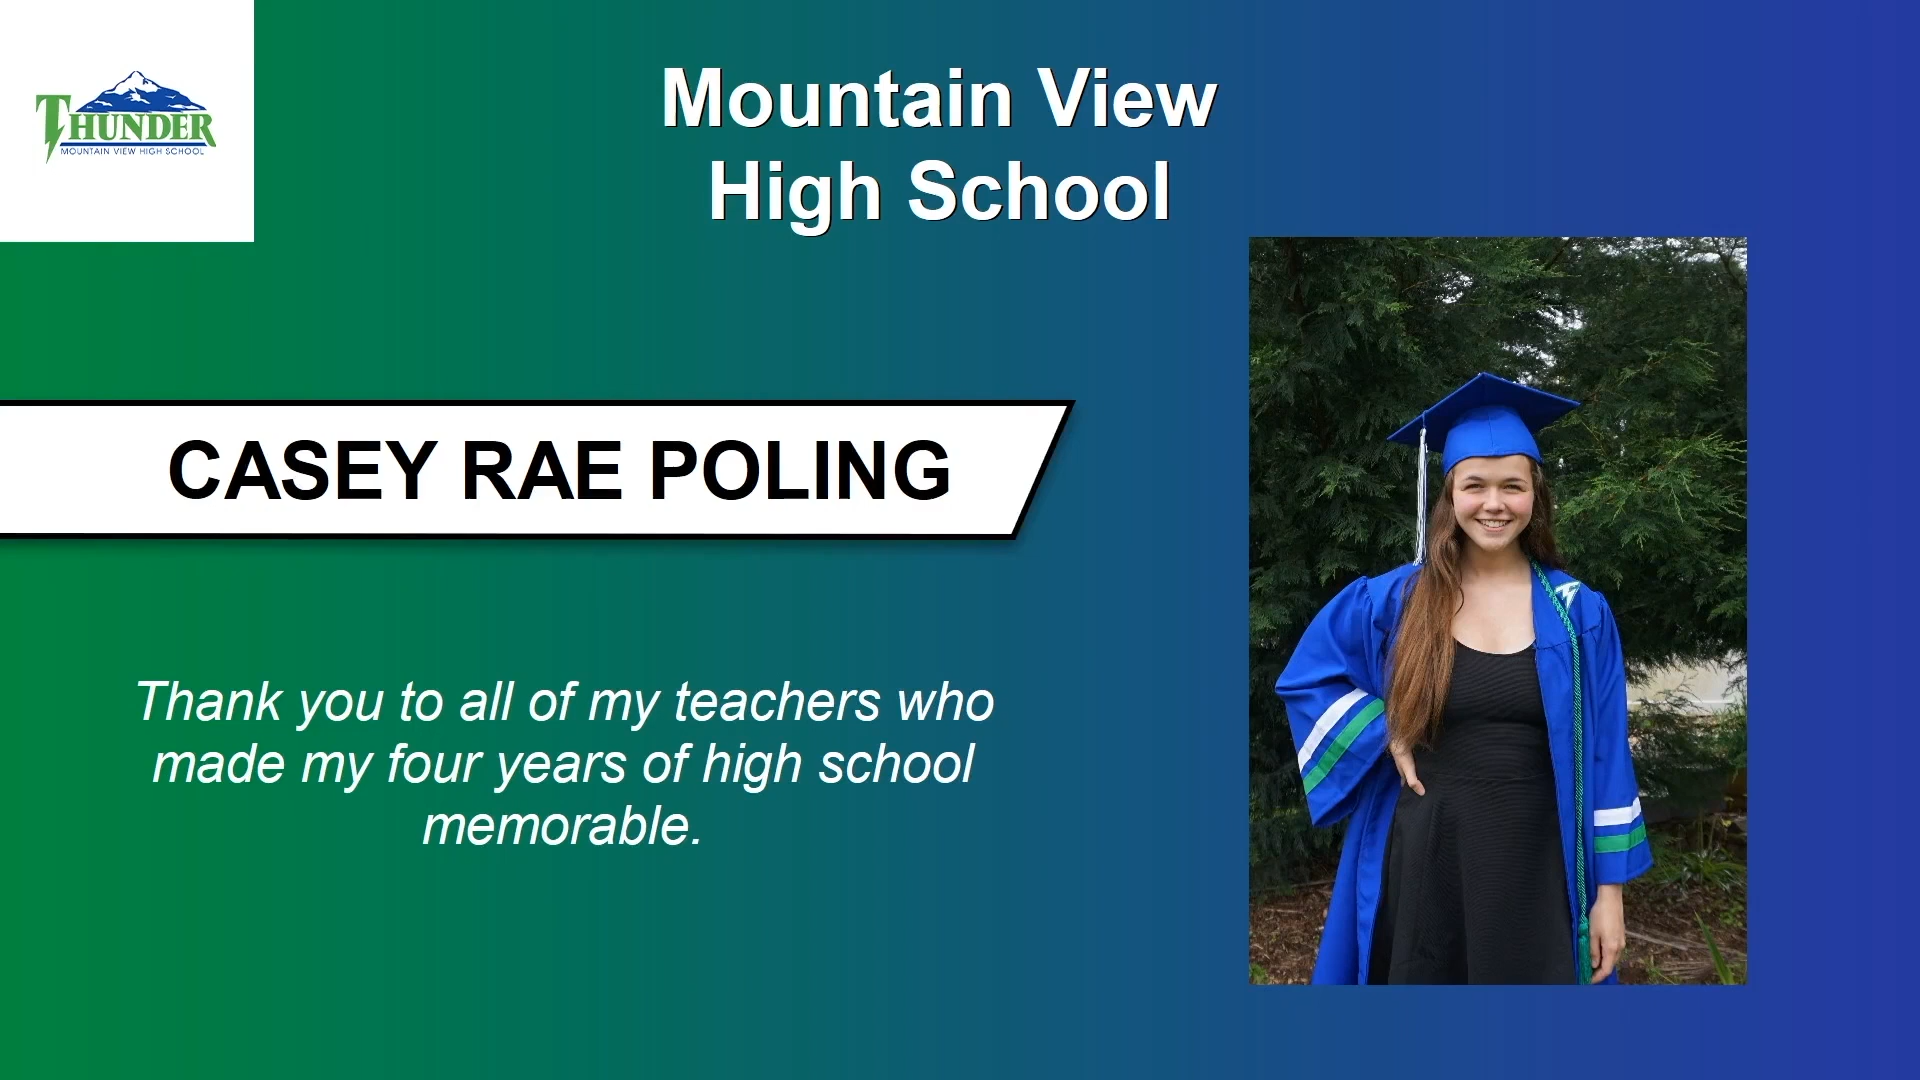 THUNDER
MOUNTAIN VIEW HIGH SCHOOL
Mountain View
High School
CASEY RAE POLING
Thank you to all of my teachers who
made my four years of high school
memorable.